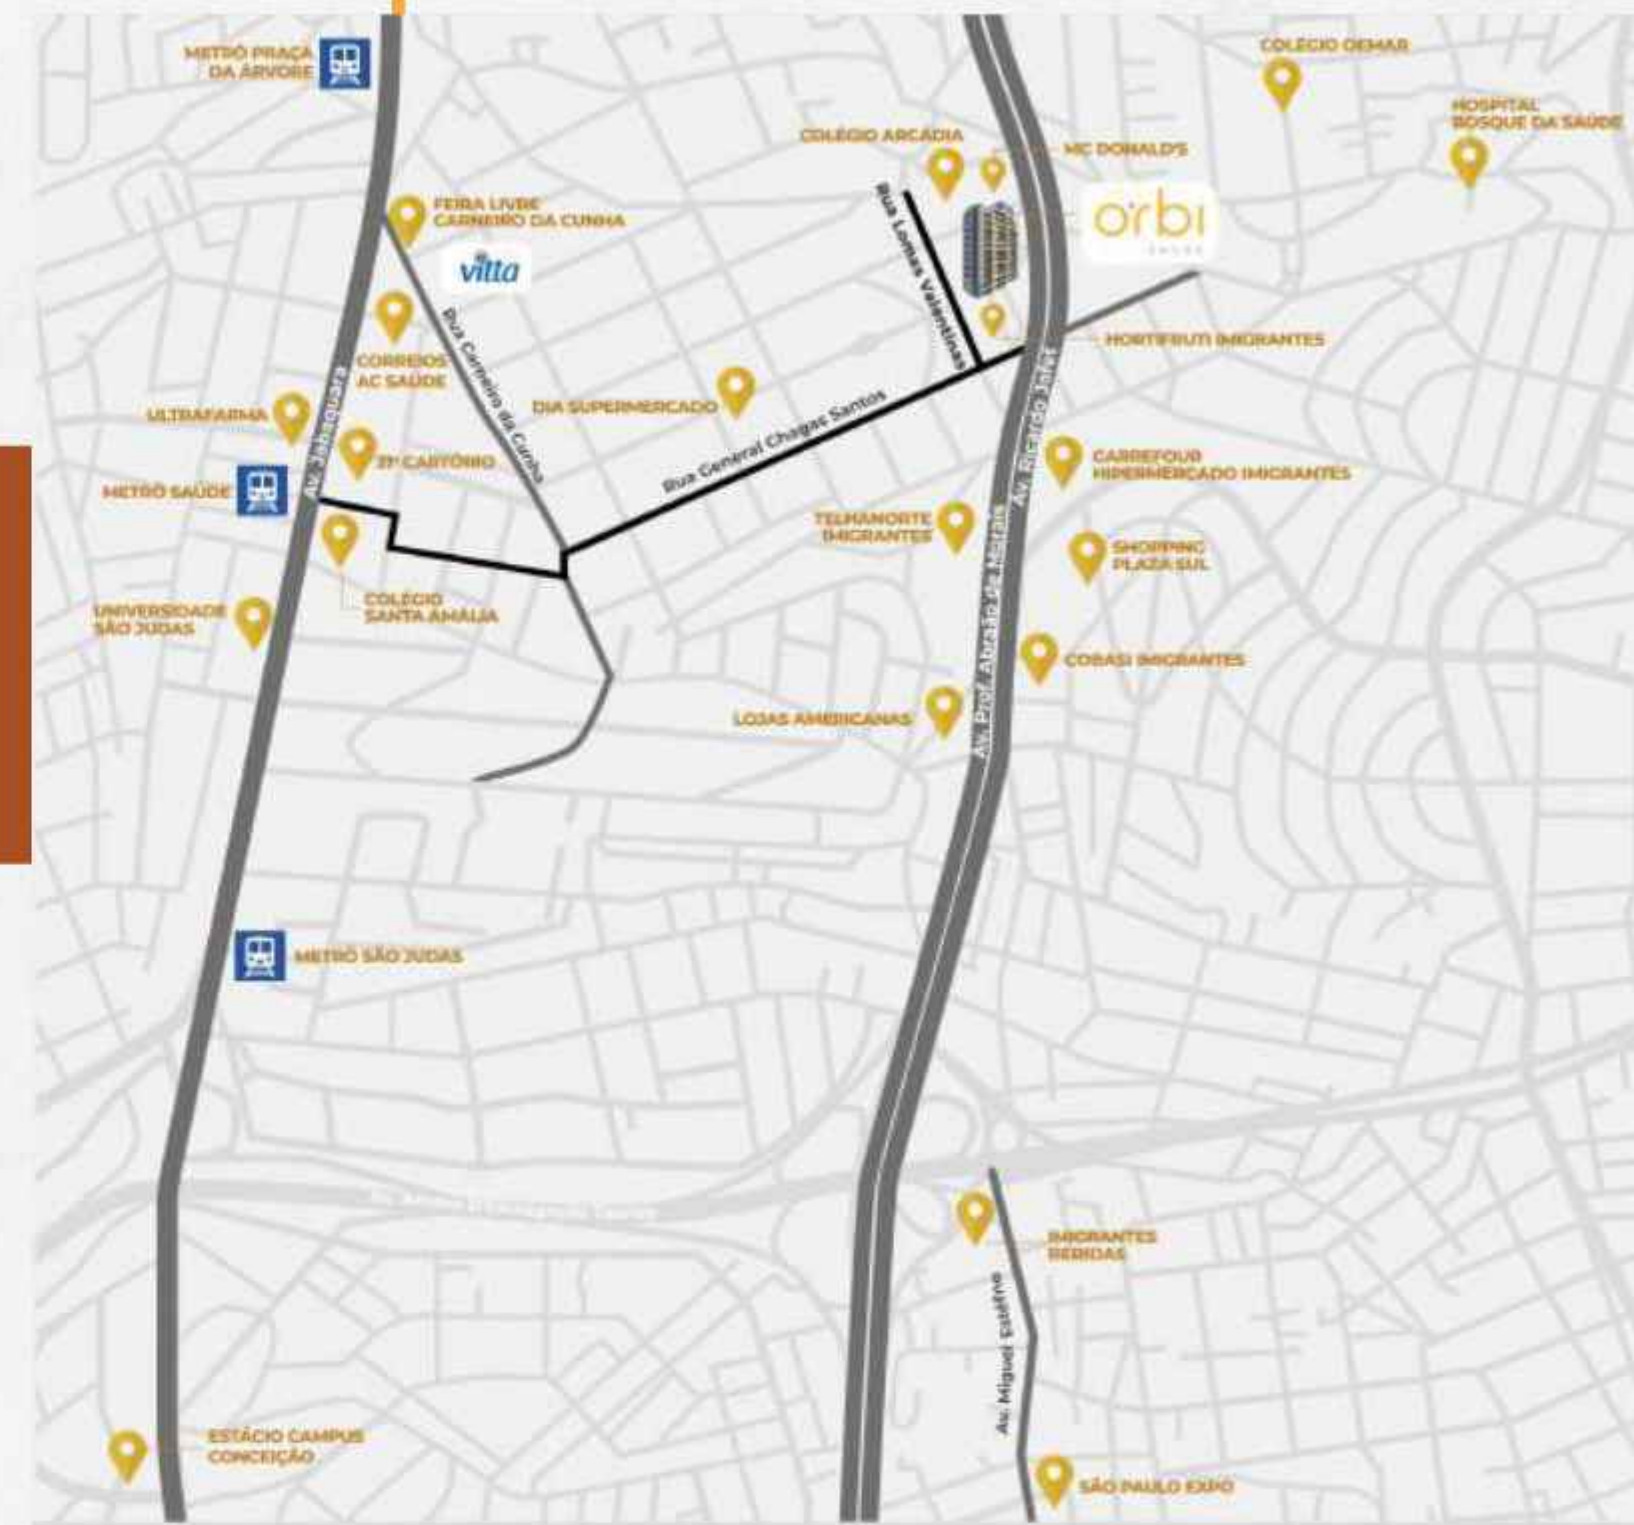 METRÔ PRAÇA
DA ÁRVORE
COLÉGIO DEMAR
HOSPITAL
BOSQUE DA SAÚDE
COLÉGIO ARCÁDIA
MC DONALD'S
FEIRA LIVRE
CARNEIRO DA CUNHA
órbi
vitta
Rua Lomas Valentinas
Rua Carneiro da Cunha
HORTIFRUTI IMIGRANTES
CORREIOS
AC SAÚDE
Av. Jabaquara
ULTRAFARMA
DIA SUPERMERCADO
Rua General Chagas Santos
Av. Ricardo Jafet
CARTÓRIO
CARREFOUR
HIPERMERCADO IMIGRANTES
METRÔ SAÚDE
TELHANORTE
IMIGRANTES
SHOPPING
PLAZA SUL
Av. Prof. Abraão de Morais
COLÉGIO
SANTA AMÁLIA
UNIVERSIDADE
SÃO JUDAS
COBASI IMIGRANTES
LOJAS AMERICANAS
METRÔ SÃO JUDAS
IMIGRANTES
BEBIDAS
Av. Miguel Estéfno
ESTÁCIO CAMPUS
CONCEIÇÃO
SÃO PAULO EXPO